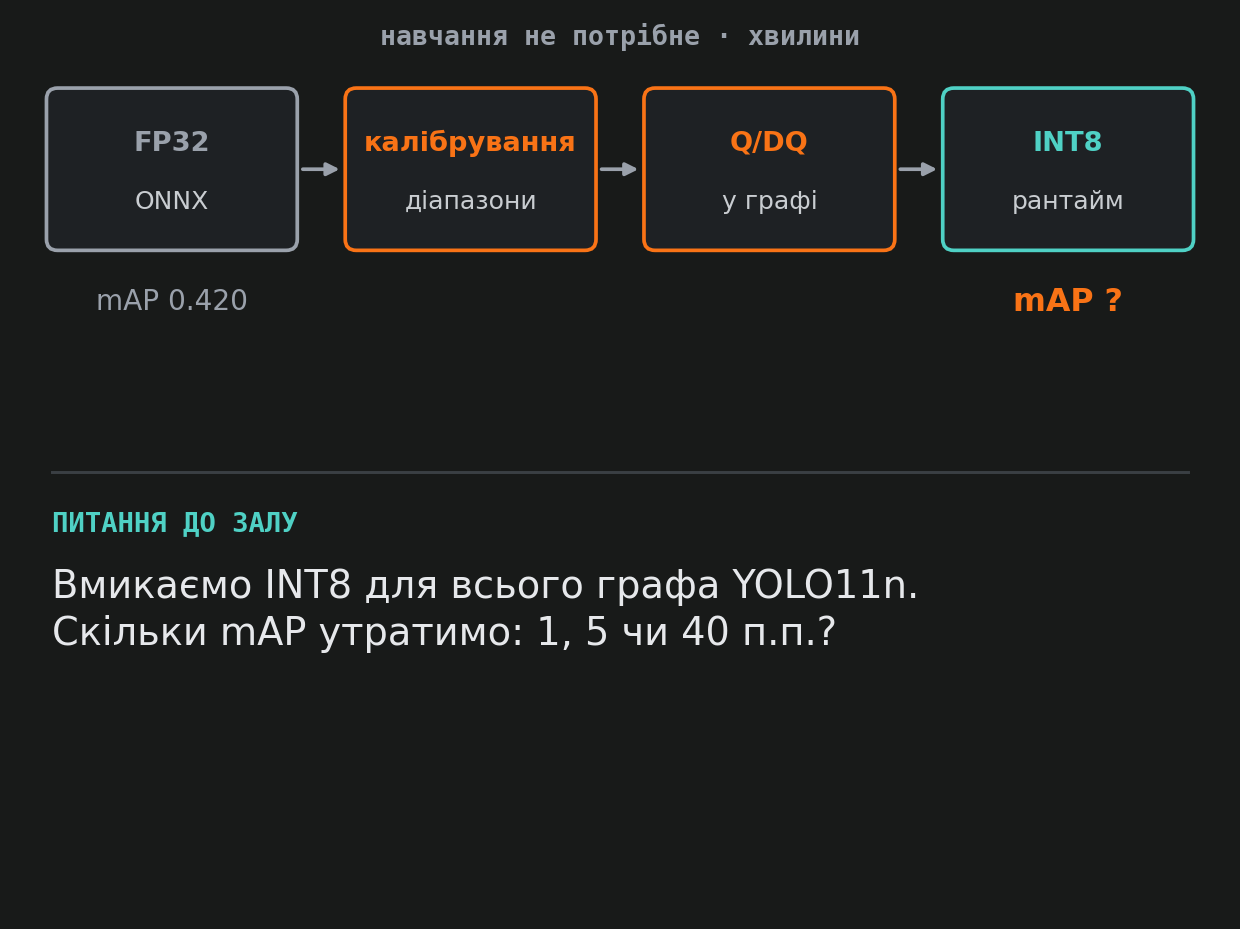 навчання не потрібне · хвилини
FP32
ONNX
калібрування
діапазони
Q/DQ
у графі
INT8
рантайм
mAP 0.420
mAP ?
ПИТАННЯ ДО ЗАЛУ
Вмикаємо INT8 для всього графа YOLO11n.
Скільки mAP утратимо: 1, 5 чи 40 п.п.?